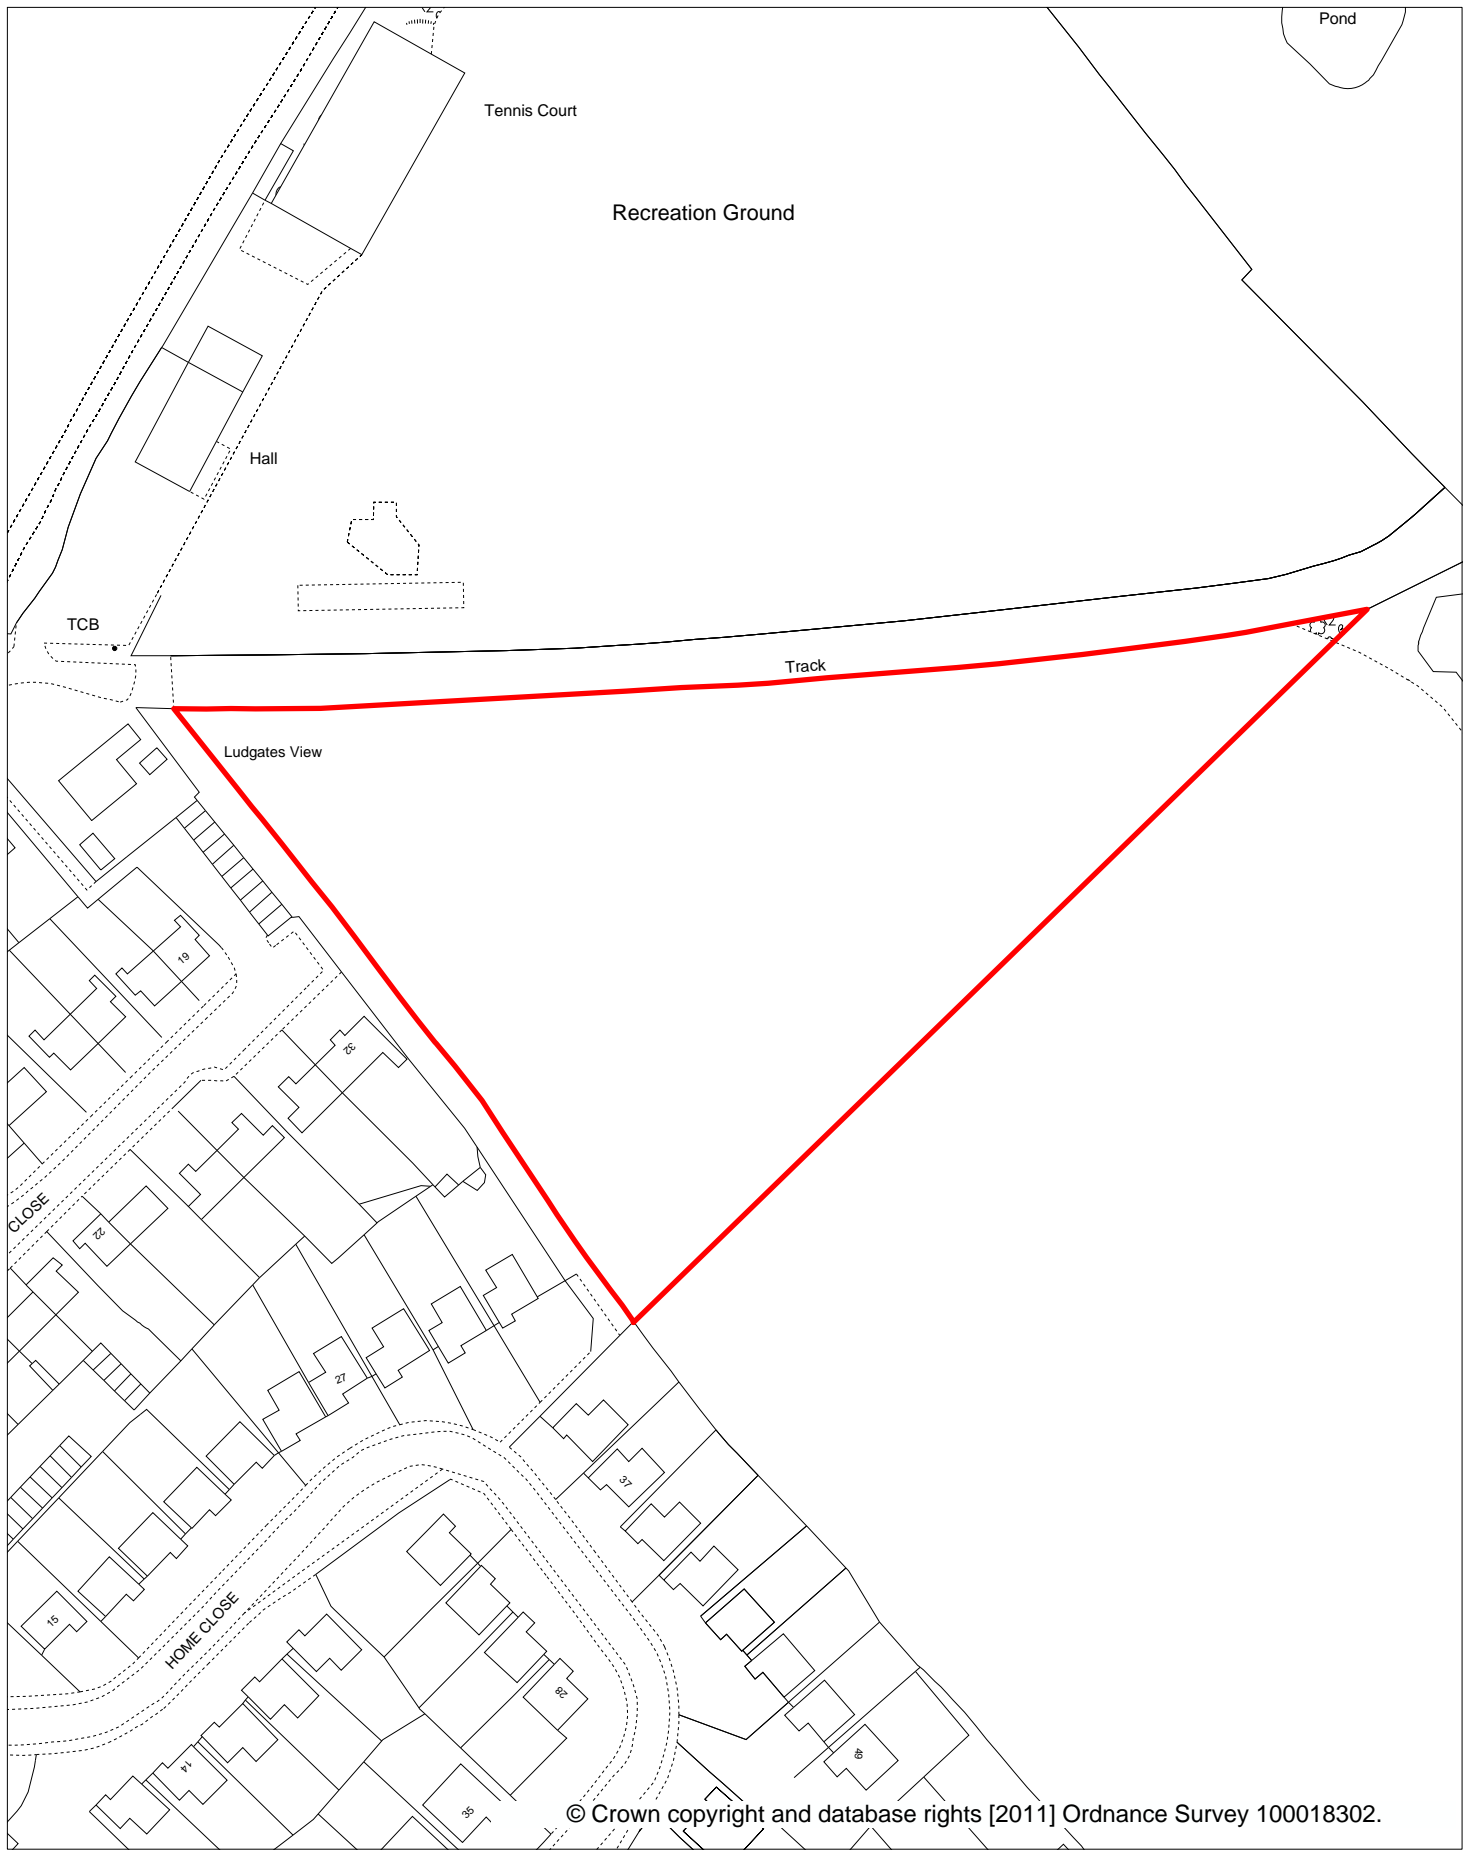 Pond
Tennis Court
Recreation Ground
Hall
TCB
Track
Ludgates View
19
32
CLOSE
22
27
37
15
HOME CLOSE
28
14
49
35
© Crown copyright and database rights [2011] Ordnance Survey 100018302.